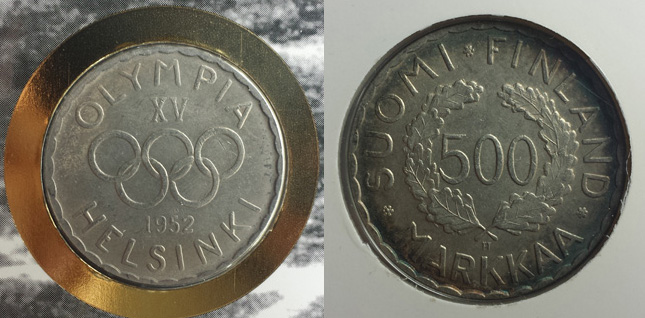 OLYMPIA
XV
1952
HELSINKI
SUOMI * FINLAND
500
H
* MARKKAA *